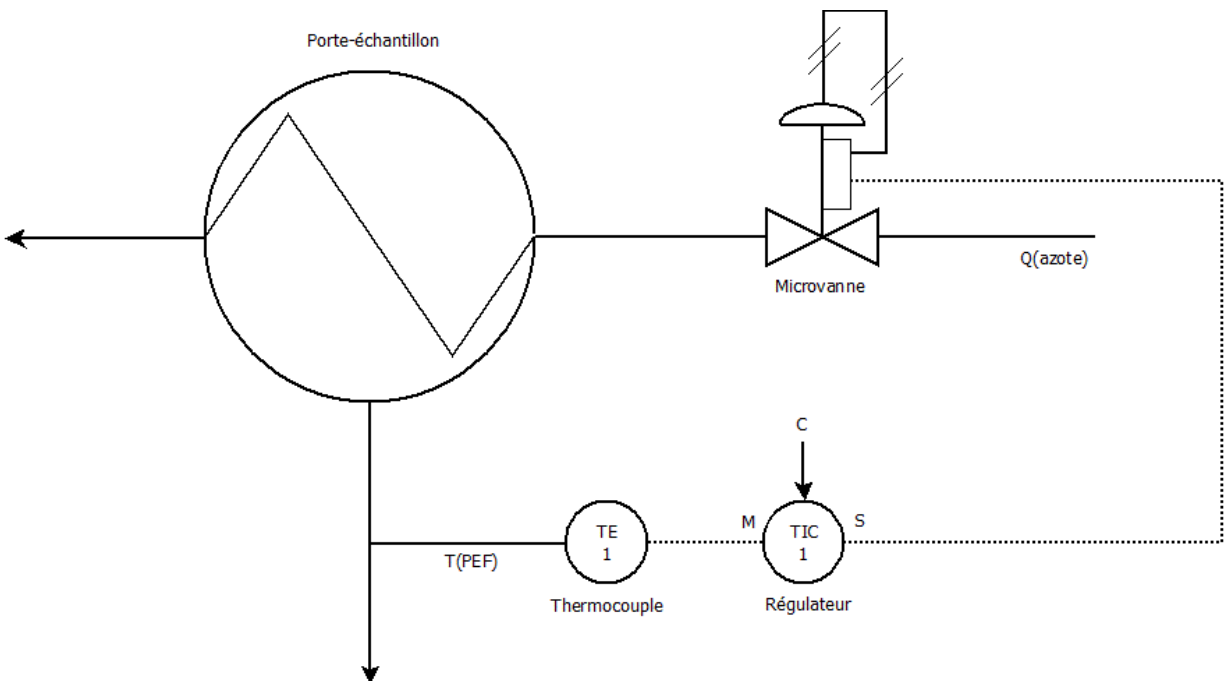 Porte-échantillon
Q(azote)
Microvanne
C
M
TE
1
TIC
1
S
T(PEF)
Thermocouple
Régulateur